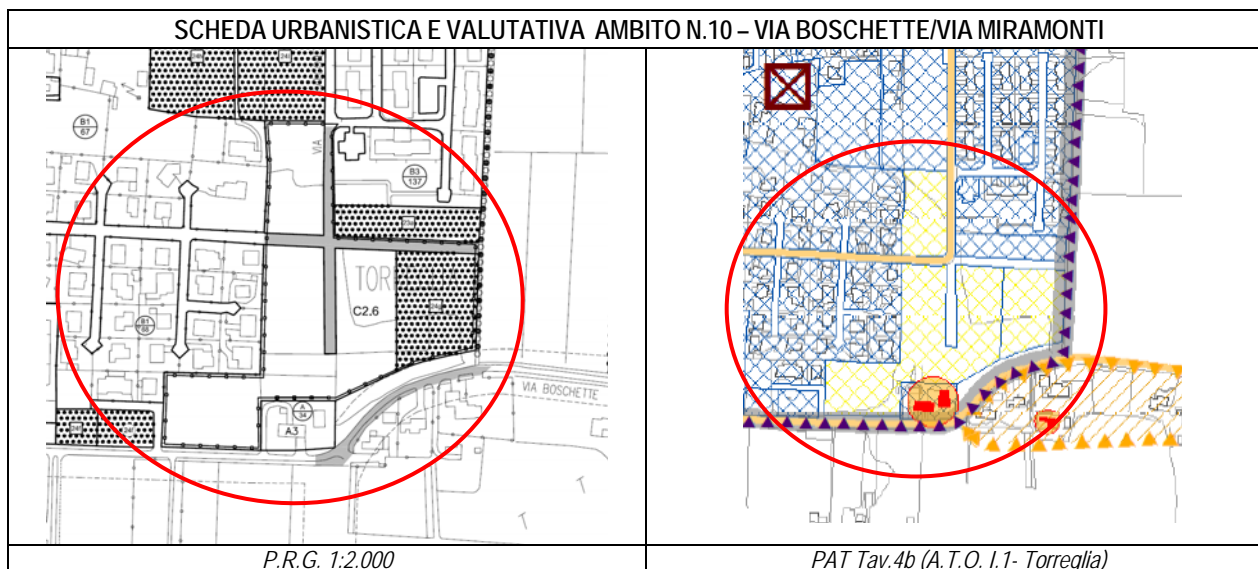 SCHEDA URBANISTICA E VALUTATIVA AMBITO N.10 – VIA BOSCHETTE/VIA MIRAMONTI
B1
67
VIA
B3
137
TOR
C2.6
B1
68
VIA BOSCHETTE
A
34
A3
P.R.G. 1:2.000
PAT Tav.4b (A.T.O. I.1- Torreglia)